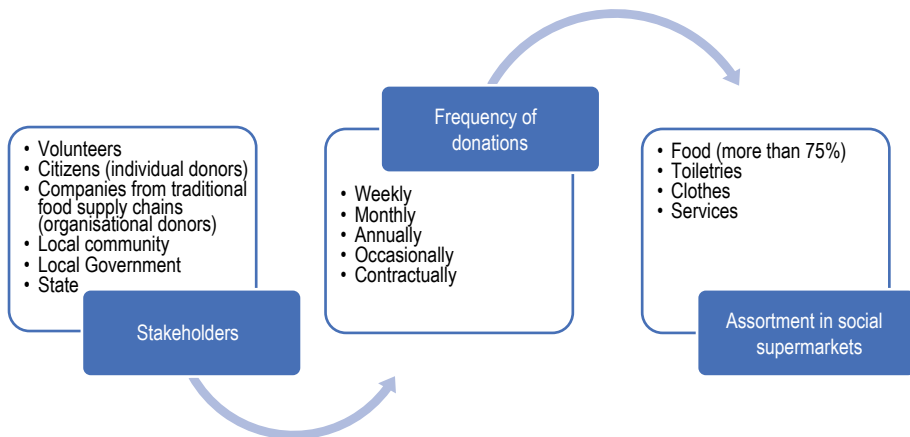 • Volunteers
• Citizens (individual donors)
• Companies from traditional
food supply chains
(organisational donors)
• Local community
• Local Government
• State
Stakeholders
Frequency of
donations
• Weekly
• Monthly
• Annually
• Occasionally
• Contractually
• Food (more than 75%)
• Toiletries
• Clothes
• Services
Assortment in social
supermarkets